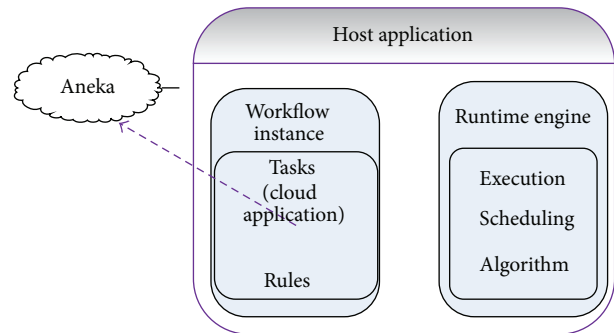 Host application
Aneka
Workflow
instance
Tasks
(cloud
application)
Rules
Runtime engine
Execution
Scheduling
Algorithm